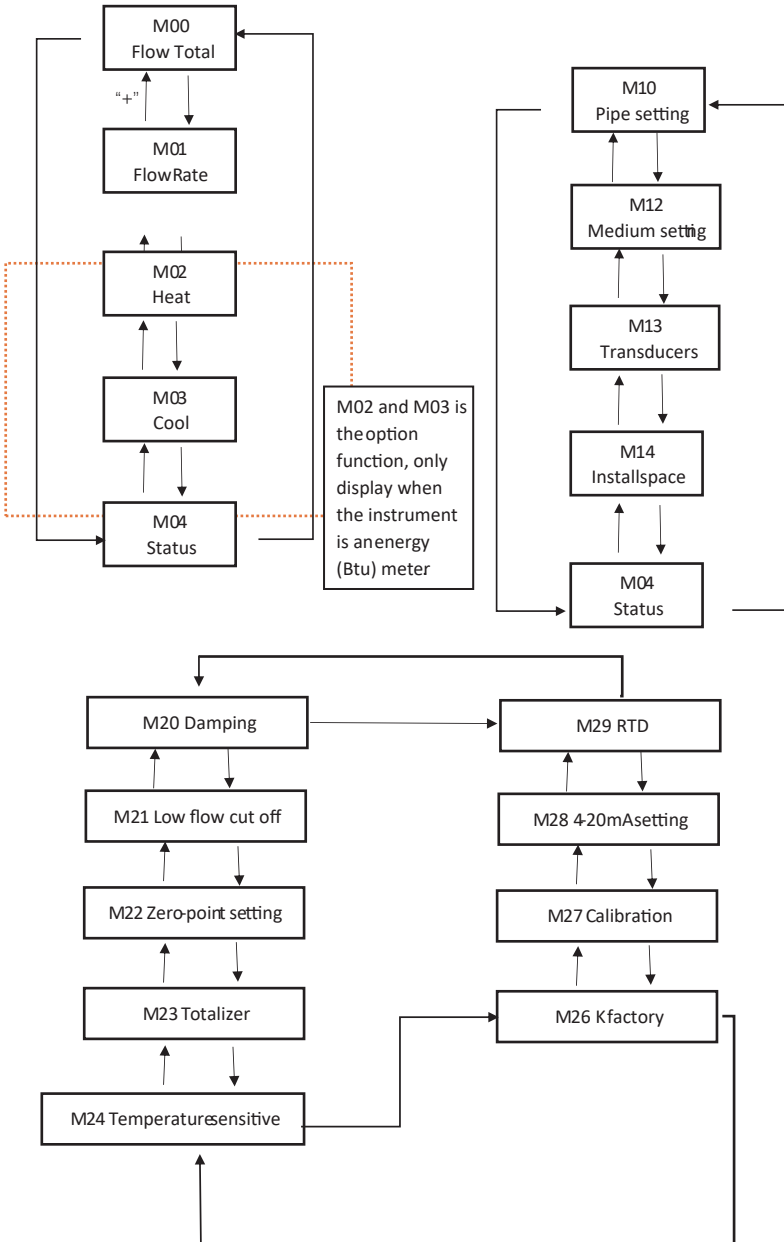 M00
Flow Total
“+”
M01
FlowRate
M02
Heat
M03
Cool
M04
Status
M02 and M03 is
theoption
function, only
display when
the instrument
is anenergy
(Btu) meter
M10
Pipe setting
M12
Medium setting
M13
Transducers
M14
Installspace
M04
Status
M20 Damping
M21 Low flow cut off
M22 Zero-point setting
M23 Totalizer
M24 Temperaturesensitive
M29 RTD
M28 4-20mAsetting
M27 Calibration
M26 Kfactory